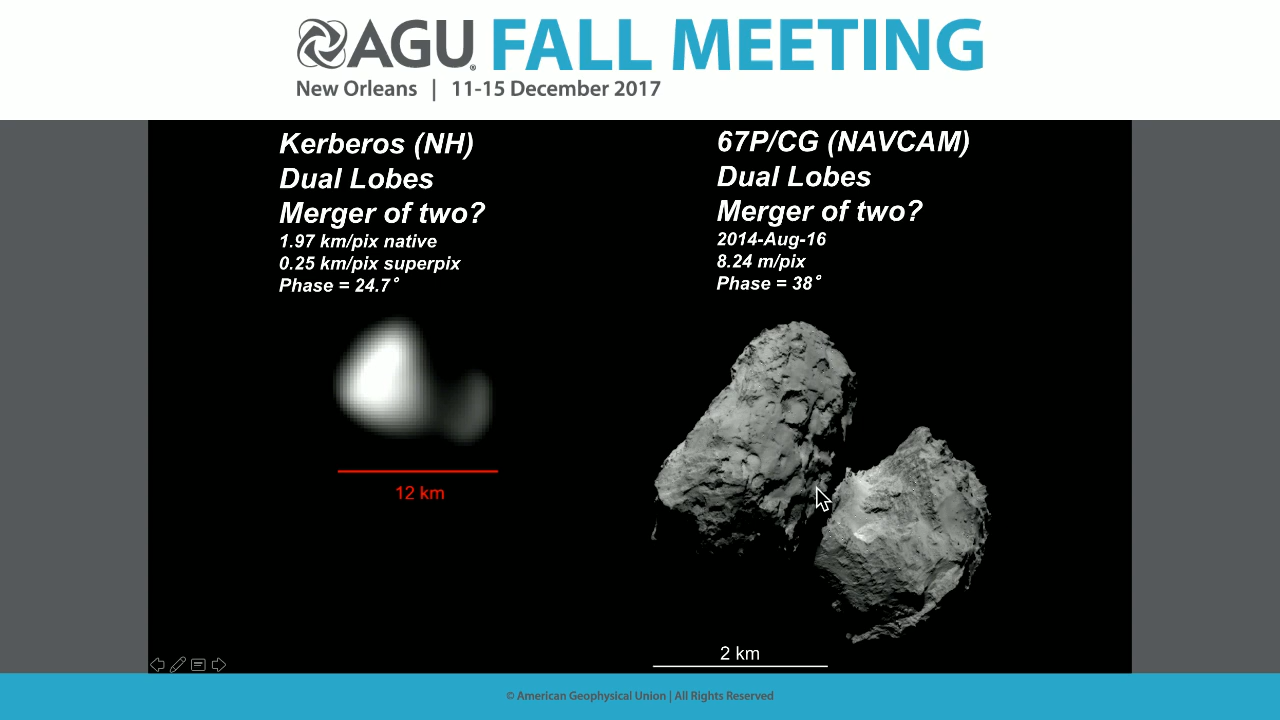 AGU FALL MEETING
New Orleans | 11-15 December 2017
Kerberos (NH)
Dual Lobes
Merger of two?
1.97 km/pix native
0.25 km/pix superpix
Phase = 24.7°
12 km
67P/CG (NAVCAM)
Dual Lobes
Merger of two?
2014-Aug-16
8.24 m/pix
Phase = 38°
2 km
© American Geophysical Union | All Rights Reserved